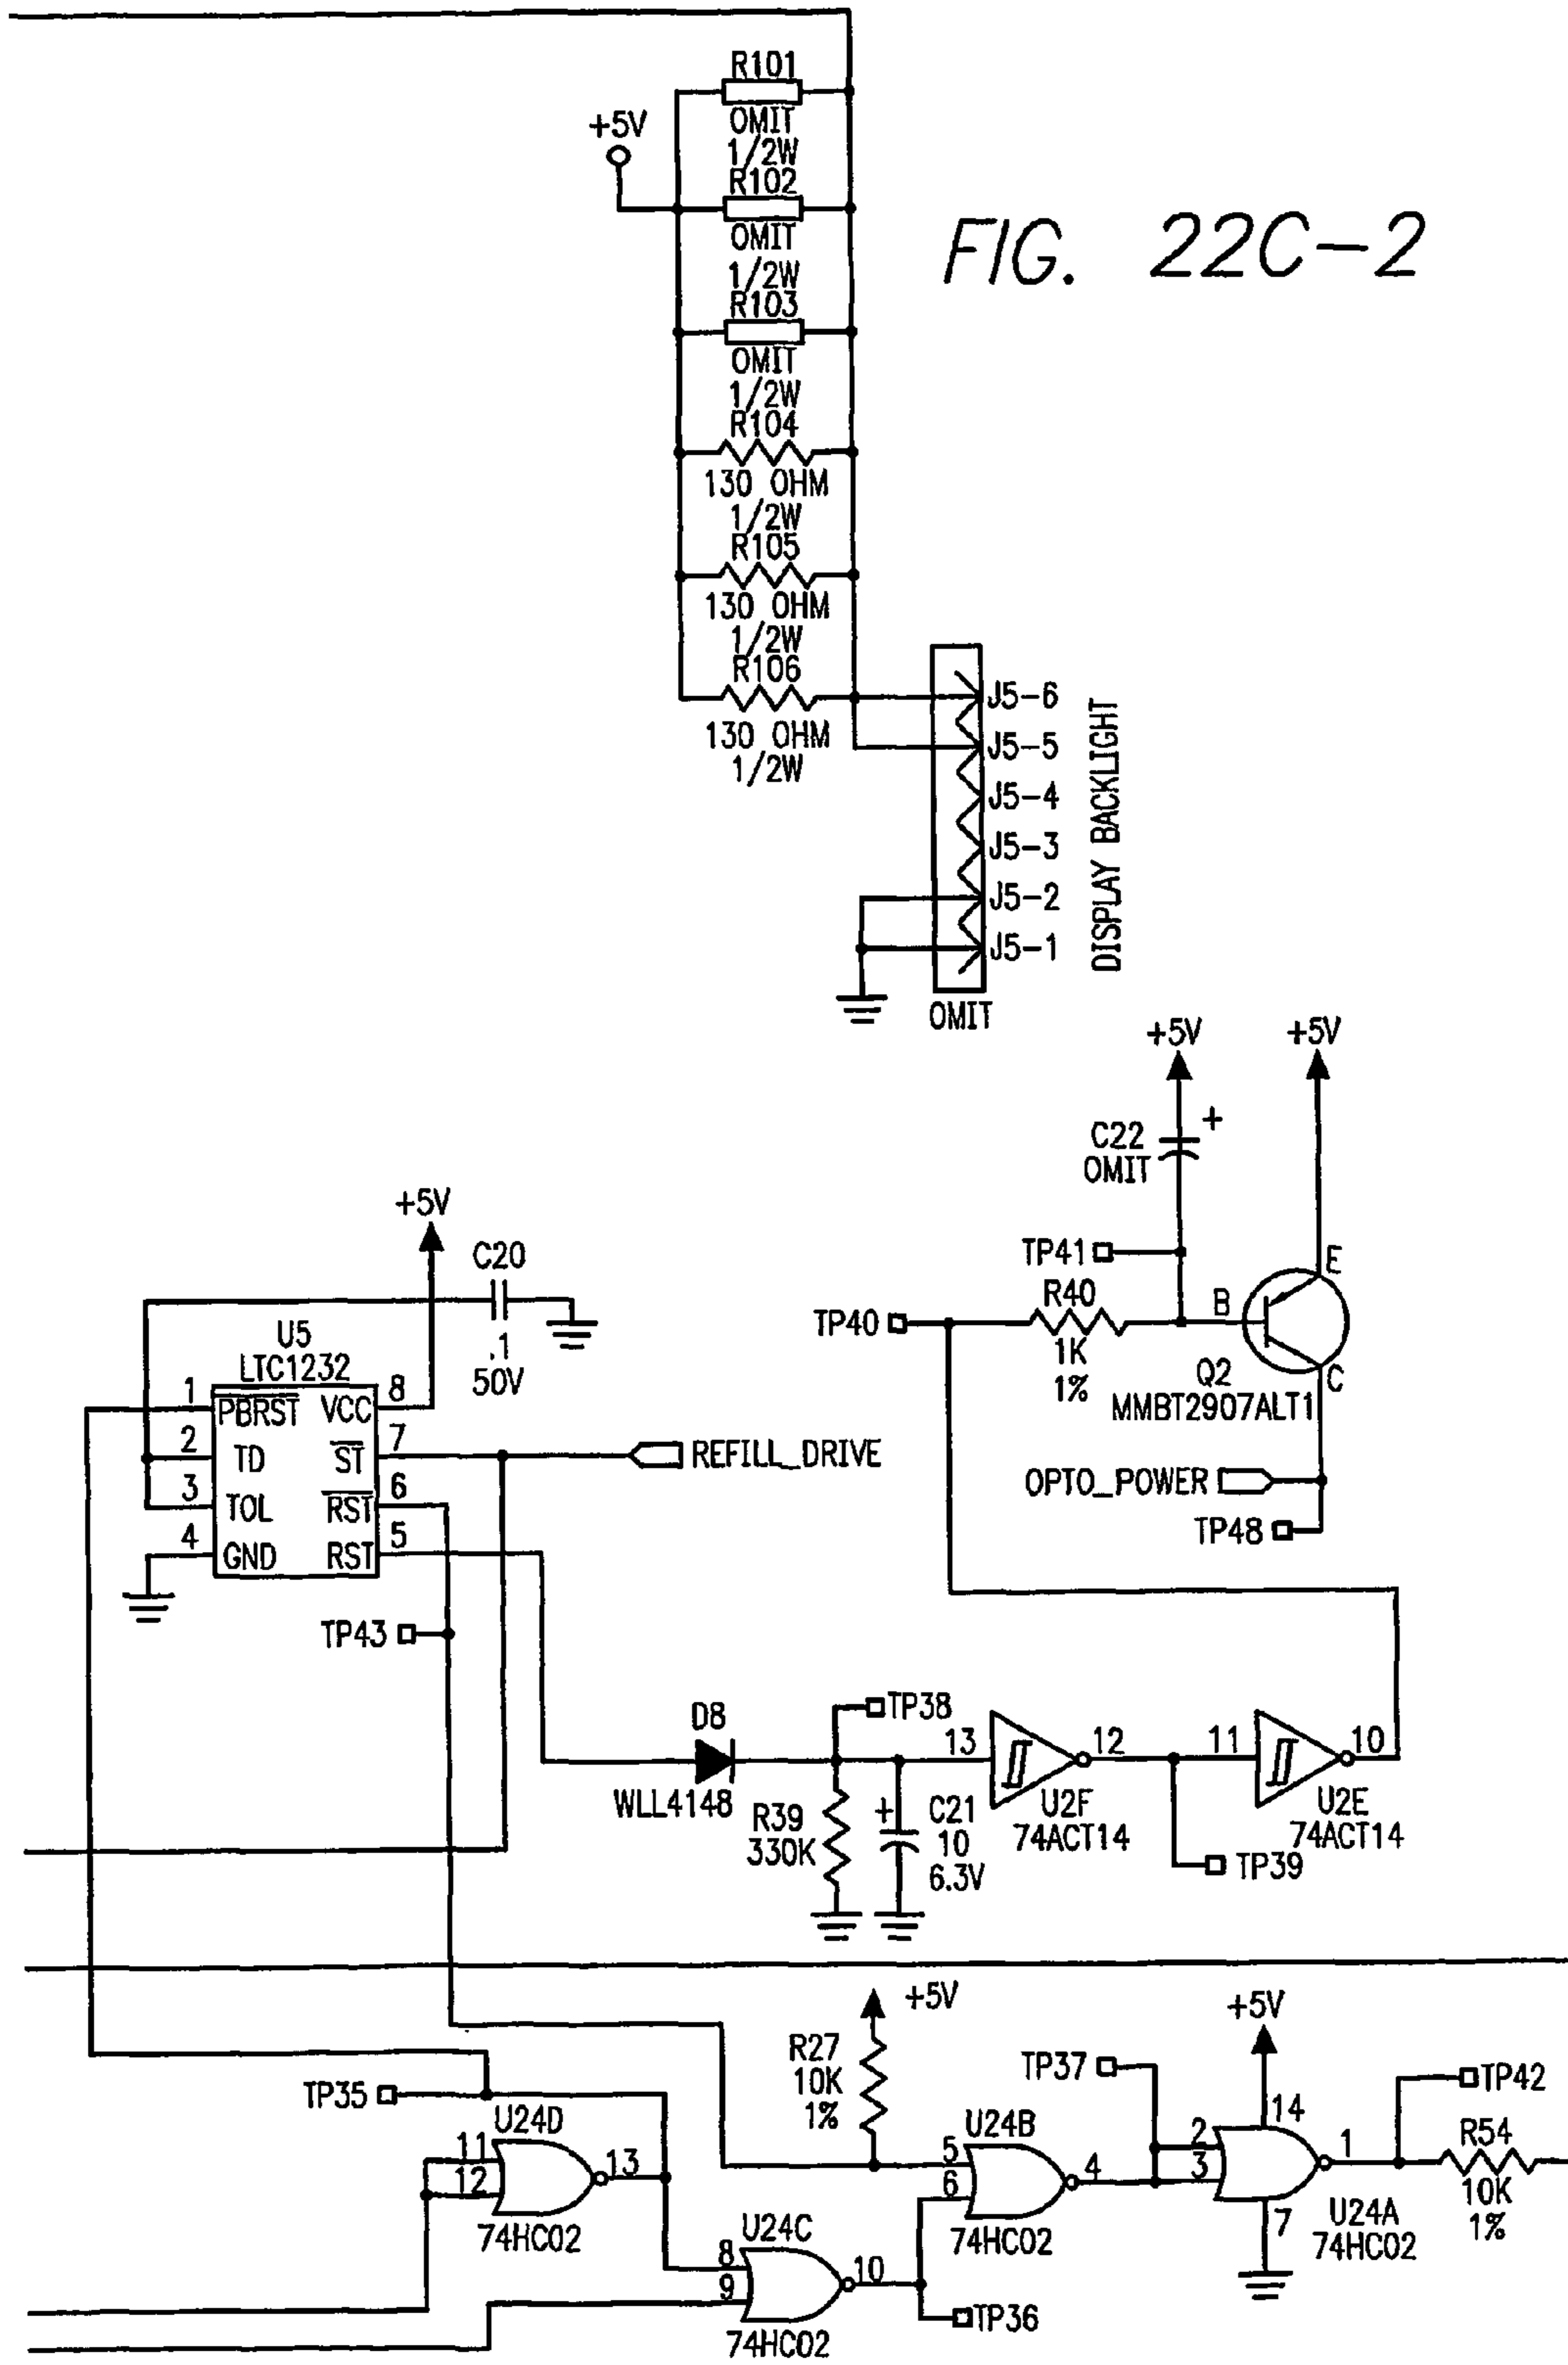 R101
OMIT
1/2W
+5V
R102
OMIT
1/2W
FIG. 22C-2
R103
OMIT
1/2W
R104
130 OHM
1/2W
R105
130 OHM
1/2W
R106
130 OHM
1/2W
J5-6
J5-5
J5-4
J5-3
J5-2
J5-1
DISPLAY BACKLIGHT
OMIT
+5V
+5V
C22
OMIT
+
TP41
R40
1K
1%
TP40
B
E
C
Q2
MMBT2907ALT1
OPTO_POWER
TP48
+5V
C20
.1
50V
U5
LTC1232
1 PBRST VCC 8
2 TD ST 7
3 TOL RST 6
4 GND RST 5
REFILL_DRIVE
TP43
D8
WLL4148
TP38
R39
330K
+
C21
10
6.3V
13
12
U2F
74ACT14
11
10
U2E
74ACT14
TP39
+5V
R27
10K
1%
TP37
+5V
TP42
TP35
U24D
11
12
13
74HC02
U24C
8
9
10
74HC02
TP36
U24B
5
6
4
74HC02
14
2
3
1
7
U24A
74HC02
R54
10K
1%